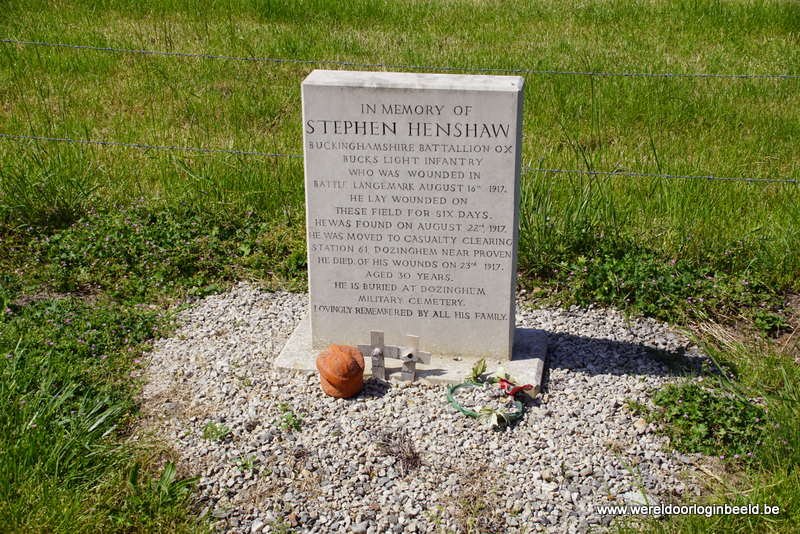 IN MEMORY OF
STEPHEN HENSHAW
BUCKINGHAMSHIRE BATTALLION OX
BUCKS LIGHT INFANTRY
WHO WAS WOUNDED IN
BATTLE LANGEMARK AUGUST 16TH 1917.
HE LAY WOUNDED ON
THESE FIELD FOR SIX DAYS.
HE WAS FOUND ON AUGUST 22ND 1917.
HE WAS MOVED TO CASUALTY CLEARING
STATION 61, DOZINGHEM NEAR PROVEN
HE DIED OF HIS WOUNDS ON 23RD 1917.
AGED 30 YEARS.
HE IS BURIED AT DOZINGHEM
MILITARY CEMETERY.
LOVINGLY REMEMBERED BY ALL HIS FAMILY.
www.wereldoorloginbeeld.be